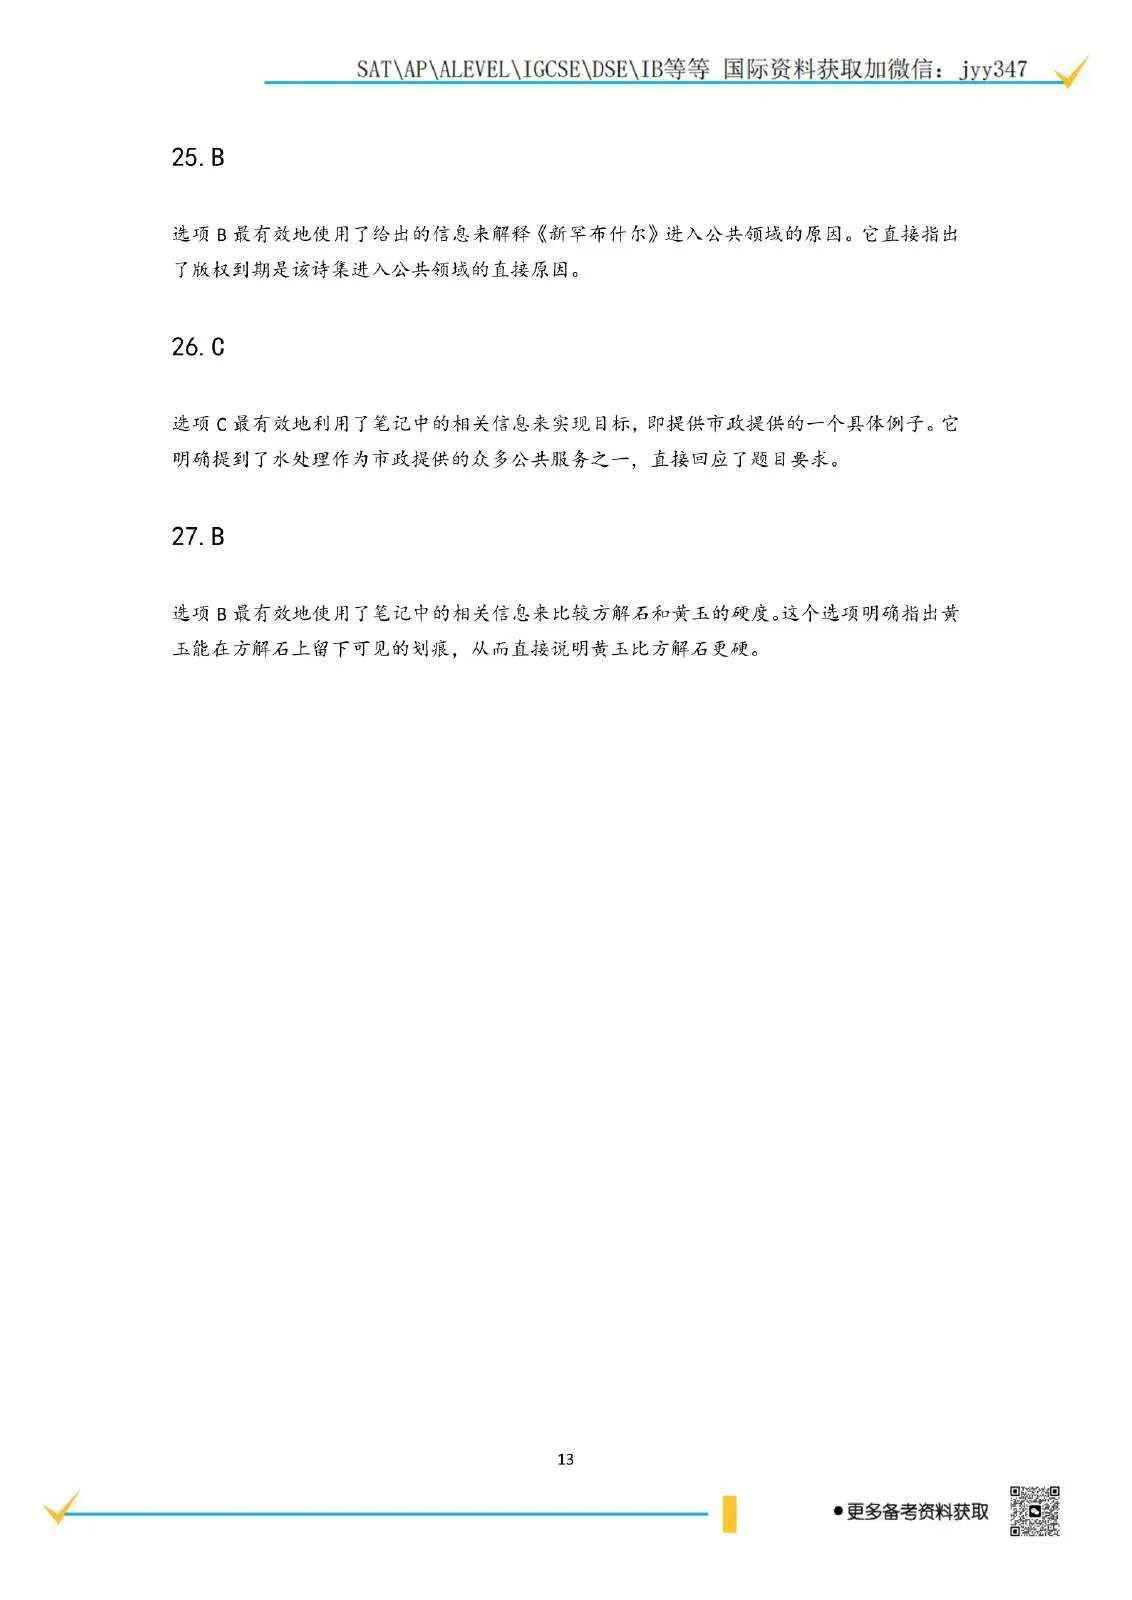 SAT\AP\ALEVEL\IGCSE\DSE\IB等等 国际资料获取加微信：jyy347
25. B
选项 B 最有效地使用了给出的信息来解释《新罕布什尔》进入公共领域的原因。它直接指出
了版权到期是该诗集进入公共领域的直接原因。
26. C
选项 C 最有效地利用了笔记中的相关信息来实现目标，即提供市政提供的一个具体例子。它
明确提到了水处理作为市政提供的众多公共服务之一，直接回应了题目要求。
27. B
选项 B 最有效地使用了笔记中的相关信息来比较方解石和黄玉的硬度。这个选项明确指出黄
玉能在方解石上留下可见的划痕，从而直接说明黄玉比方解石更硬。
13
●更多备考资料获取